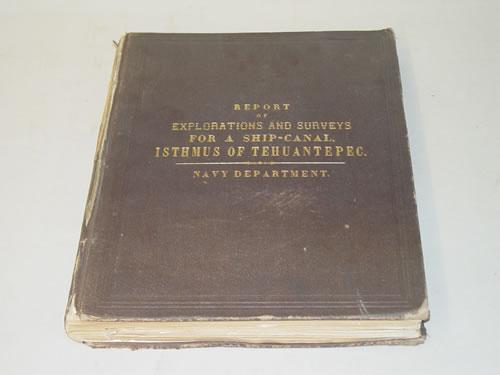 REPORT
OF
EXPLORATIONS AND SURVEYS
FOR A SHIP-CANAL,
ISTHMUS OF TEHUANTEPEC.
NAVY DEPARTMENT.